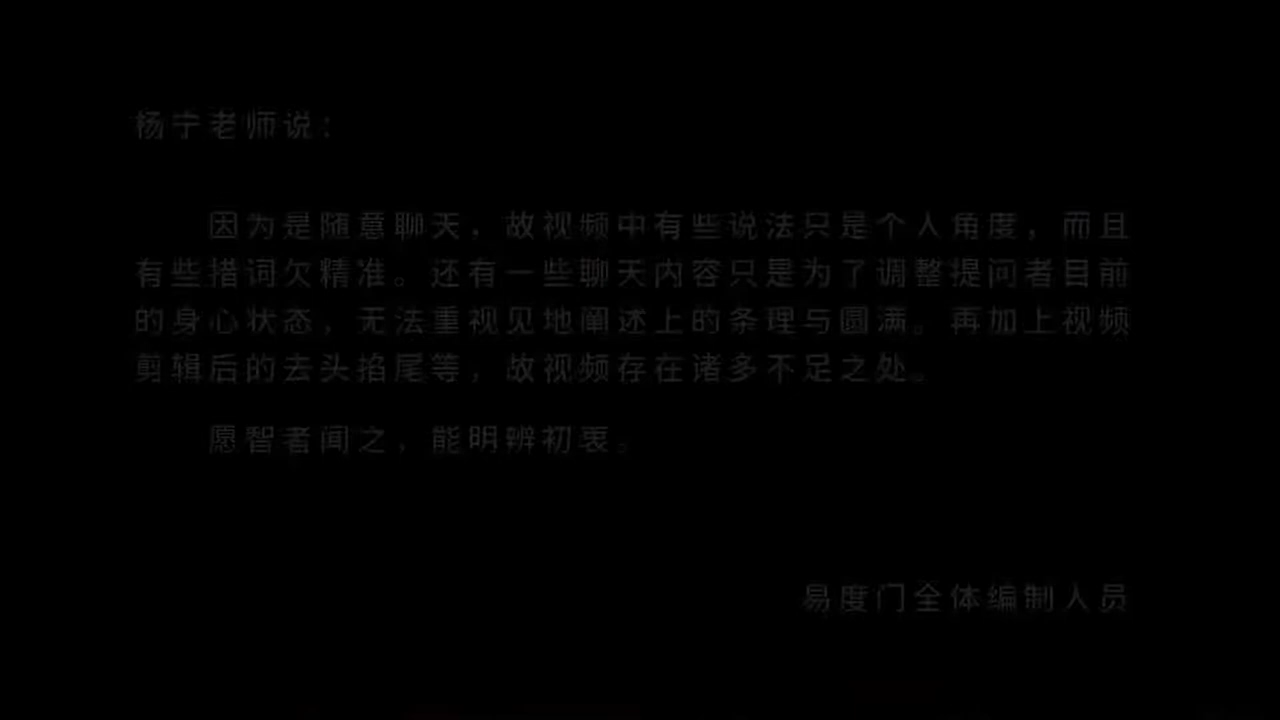 杨宁老师说：
因为是随意聊天，故视频中有些说法只是个人角度，而且
有些措词欠精准。还有一些聊天内容只是为了调整提问者目前
的身心状态，无法重视见地阐述上的条理与圆满。再加上视频
剪辑后的去头掐尾等，故视频存在诸多不足之处。
愿智者闻之，能明辨初衷。
易度门全体编制人员